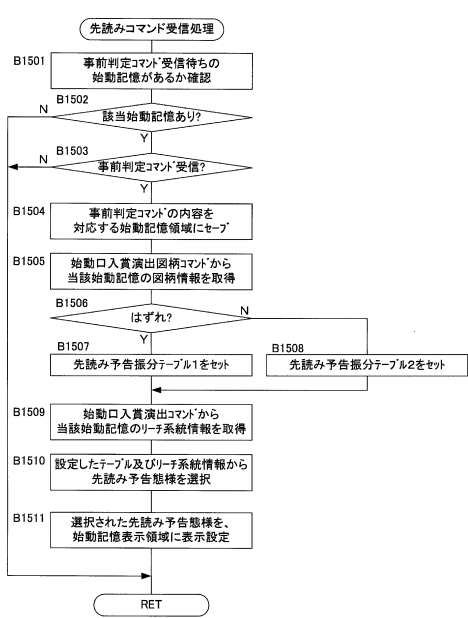 先読みコマンド受信処理
B1501
事前判定ｺﾏﾝﾄﾞ受信待ちの
始動記憶があるか確認
B1502
該当始動記憶あり?
N
Y
B1503
事前判定ｺﾏﾝﾄﾞ受信?
N
Y
B1504
事前判定ｺﾏﾝﾄﾞの内容を
対応する始動記憶領域にｾｰﾌﾞ
B1505
始動口入賞演出図柄ｺﾏﾝﾄﾞから
当該始動記憶の図柄情報を取得
B1506
はずれ?
N
Y
B1507
先読み予告振分ﾃｰﾌﾞﾙ1をセット
B1508
先読み予告振分ﾃｰﾌﾞﾙ2をセット
B1509
始動口入賞演出ｺﾏﾝﾄﾞから
当該始動記憶のﾘｰﾁ系統情報を取得
B1510
設定したﾃｰﾌﾞﾙ及びﾘｰﾁ系統情報から
先読み予告態様を選択
B1511
選択された先読み予告態様を、
始動記憶表示領域に表示設定
RET